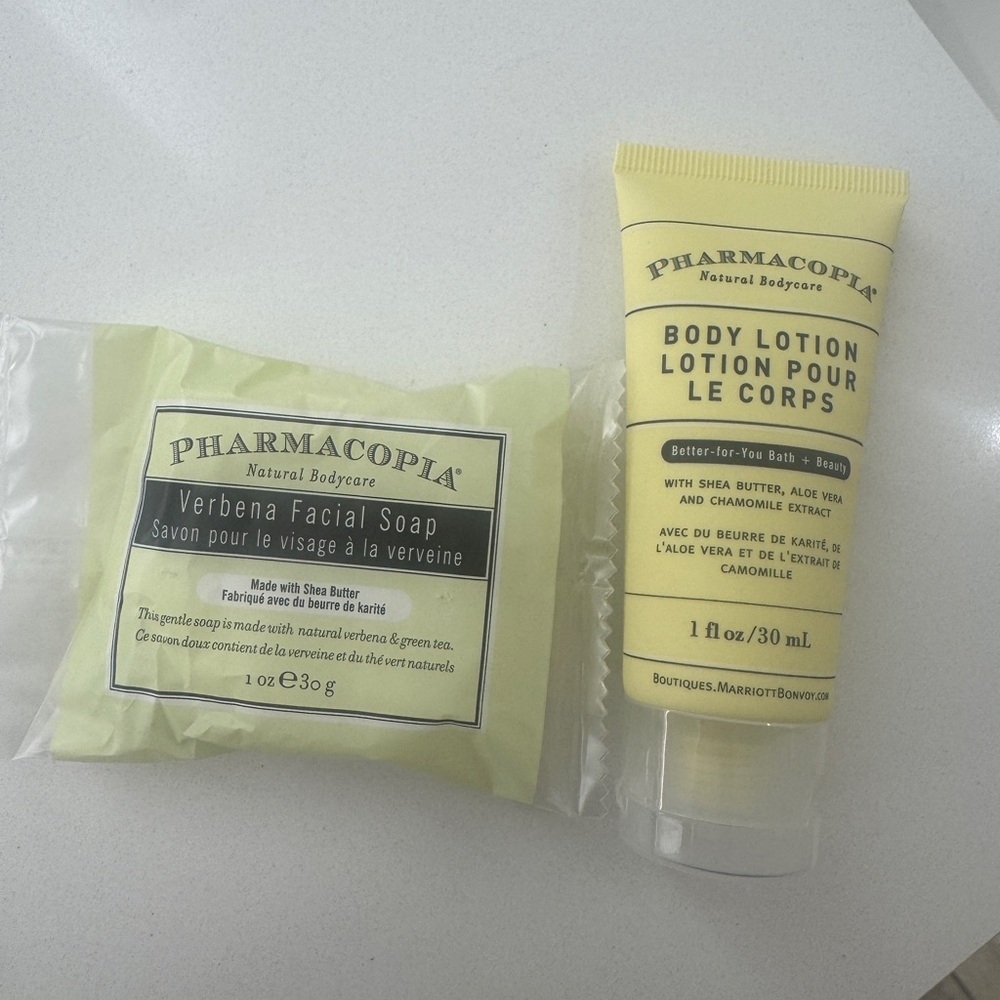 PHARMACOPIA®
Natural Bodycare
Verbena Facial Soap
Savon pour le visage à la verveine
Made with Shea Butter
Fabriqué avec du beurre de karité
This gentle soap is made with natural verbena & green tea.
Ce savon doux contient de la verveine et du thé vert naturels
1 oz ℮ 30 g
PHARMACOPIA®
Natural Bodycare
BODY LOTION
LOTION POUR
LE CORPS
Better-for-You Bath + Beauty
WITH SHEA BUTTER, ALOE VERA
AND CHAMOMILE EXTRACT
AVEC DU BEURRE DE KARITÉ, DE
L'ALOE VERA ET DE L'EXTRAIT DE
CAMOMILLE
1 fl oz/30 mL
BOUTIQUES.MARRIOTTBONVOY.COM